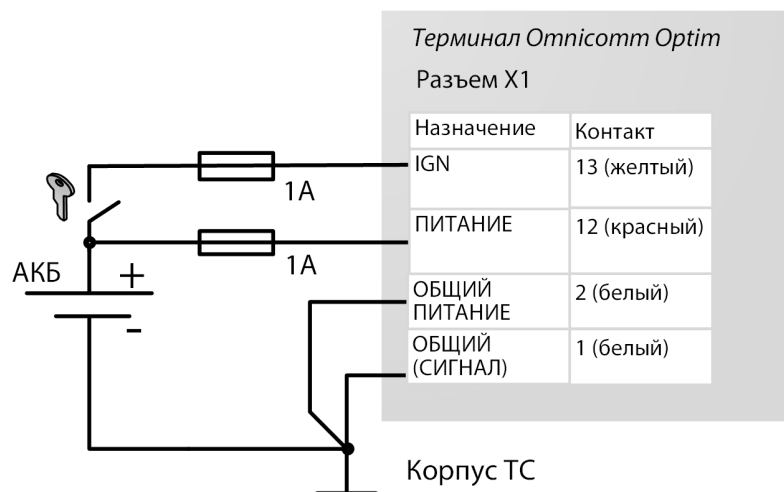 Терминал Omnicomm Optim
Разъем X1
Назначение Контакт
IGN 13 (желтый)
1А
ПИТАНИЕ 12 (красный)
1А
АКБ + -
ОБЩИЙ
ПИТАНИЕ 2 (белый)
ОБЩИЙ
(СИГНАЛ) 1 (белый)
Корпус ТС